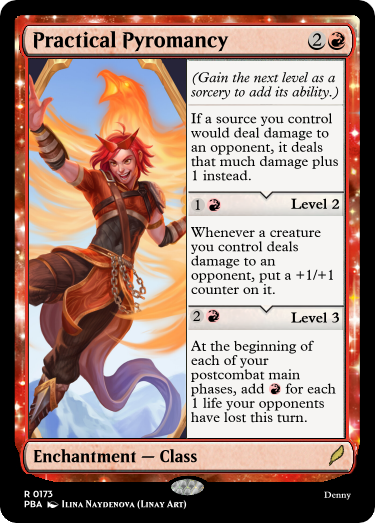 Practical Pyromancy 2
(Gain the next level as a
sorcery to add its ability.)
If a source you control
would deal damage to
an opponent, it deals
that much damage plus
1 instead.
1 Level 2
Whenever a creature
you control deals
damage to an
opponent, put a +1/+1
counter on it.
2 Level 3
At the beginning of
each of your
postcombat main
phases, add for each
1 life your opponents
have lost this turn.
Enchantment — Class
R 0173
PBA Ilina Naydenova (Linay Art)
Denny